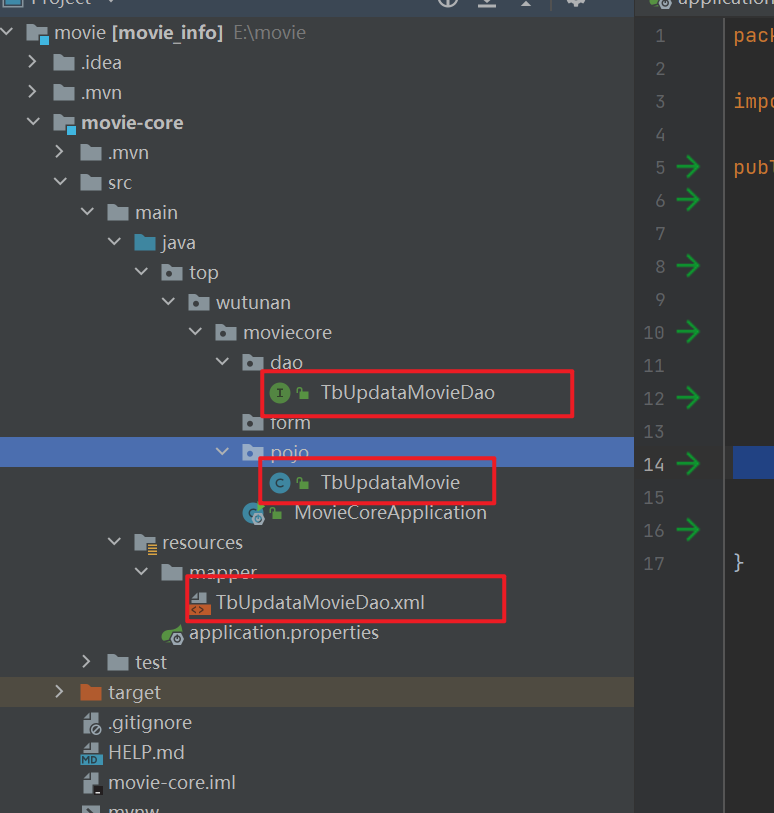 Project
application
movie [movie_info] E:\movie
.idea
.mvn
movie-core
.mvn
src
main
java
top
wutunan
moviecore
dao
TbUpdataMovieDao
form
pojo
TbUpdataMovie
MovieCoreApplication
resources
mapper
TbUpdataMovieDao.xml
application.properties
test
target
.gitignore
HELP.md
movie-core.iml
mvnw
1 pack
2
3 impo
4
5 publ
6
7
8
9
10
11
12
13
14
15
16
17 }